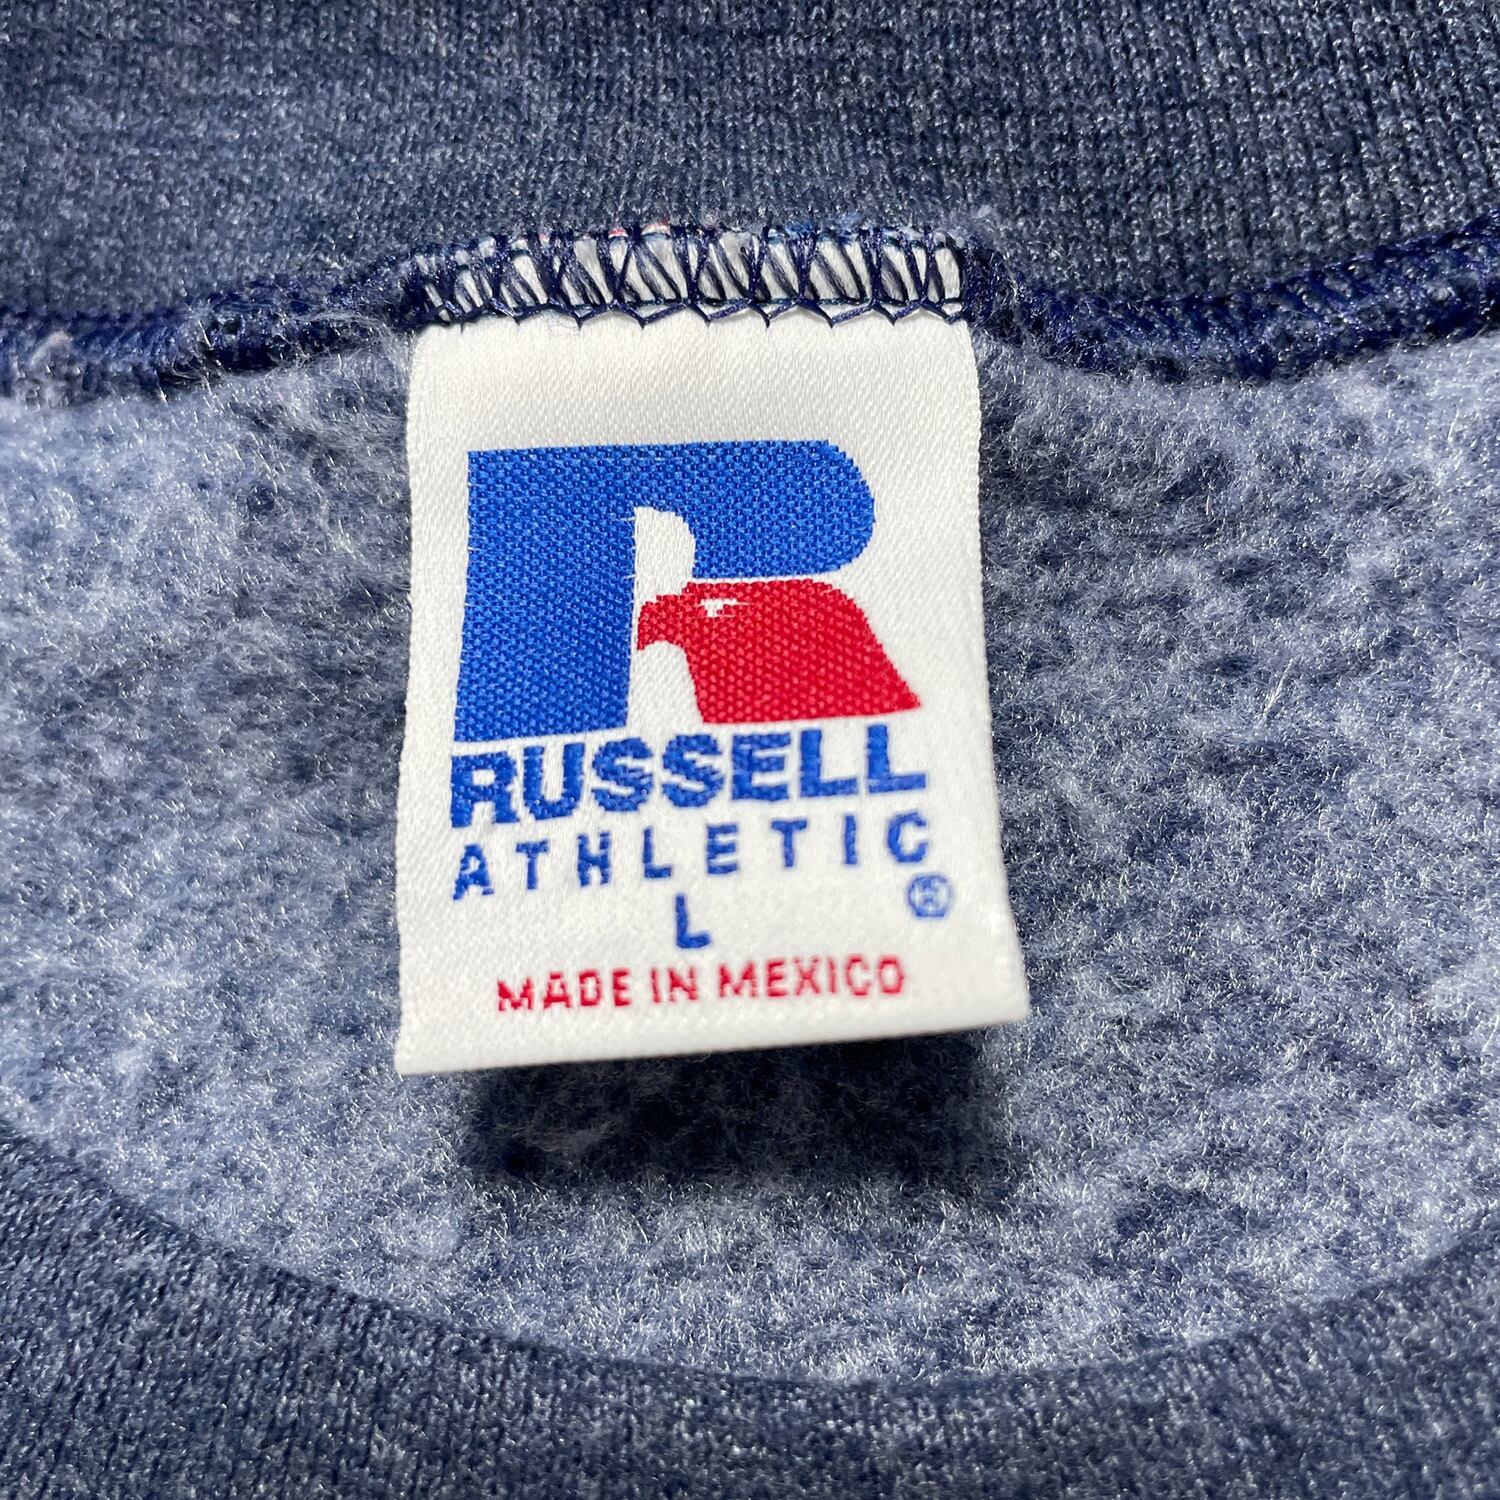 RUSSELL
ATHLETIC
®
L
MADE IN MEXICO